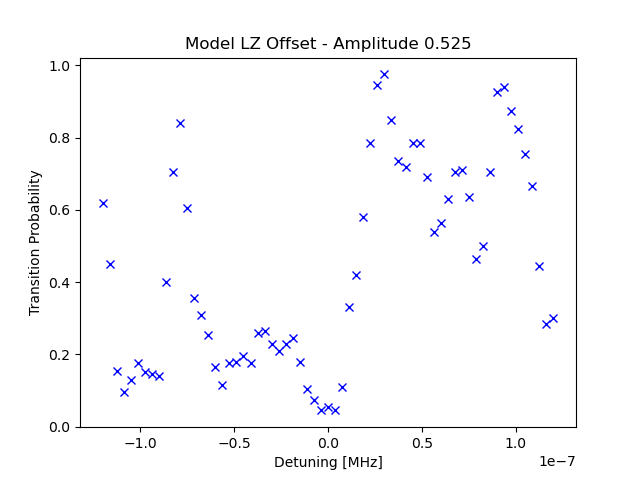 Model LZ Offset - Amplitude 0.525
1.0
0.8
0.6
0.4
0.2
0.0
Transition Probability
−1.0 −0.5 0.0 0.5 1.0
1e−7
Detuning [MHz]